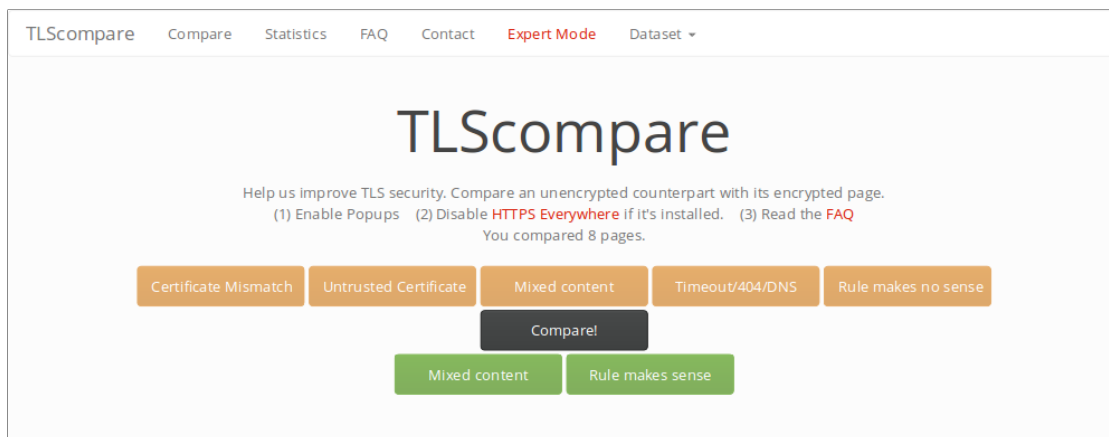 TLScompare Compare Statistics FAQ Contact Expert Mode Dataset
TLScompare
Help us improve TLS security. Compare an unencrypted counterpart with its encrypted page.
(1) Enable Popups (2) Disable HTTPS Everywhere if it's installed. (3) Read the FAQ
You compared 8 pages.
Certificate Mismatch Untrusted Certificate Mixed content Timeout/404/DNS Rule makes no sense
Compare!
Mixed content Rule makes sense